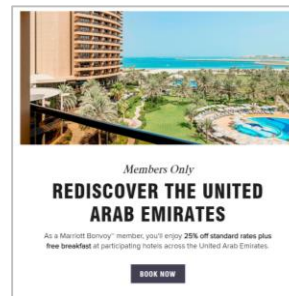 Members Only
REDISCOVER THE UNITED
ARAB EMIRATES
As a Marriott Bonvoy™ member, you'll enjoy 25% off standard rates plus
free breakfast at participating hotels across the United Arab Emirates.
BOOK NOW